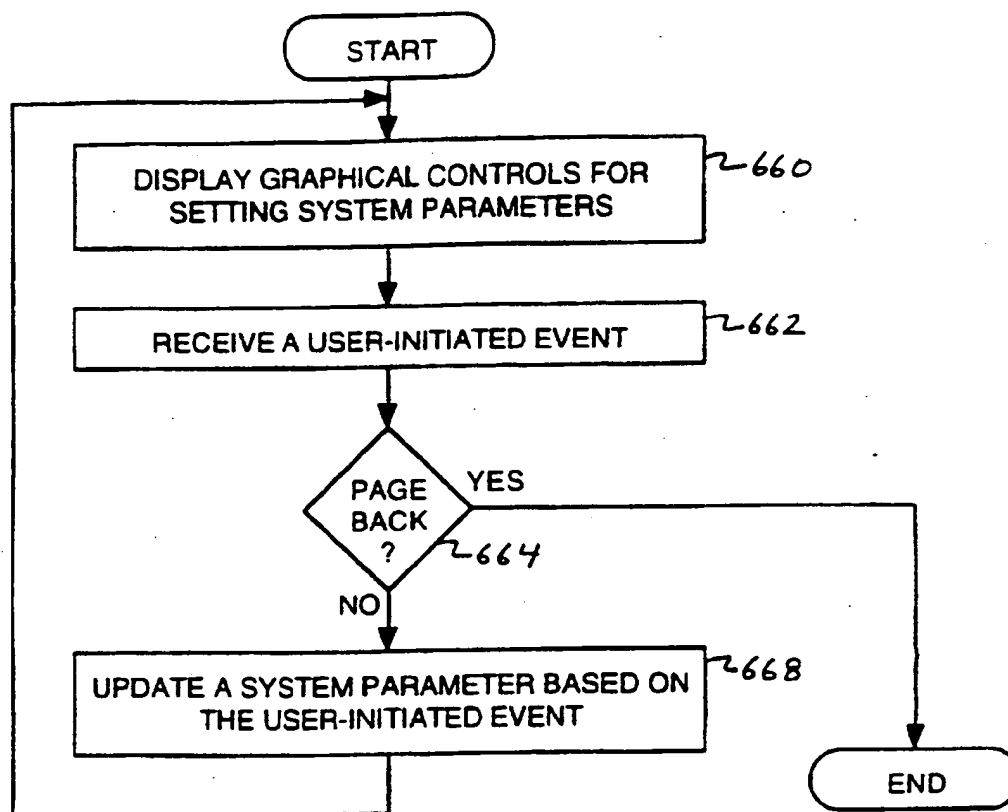 START
DISPLAY GRAPHICAL CONTROLS FOR
SETTING SYSTEM PARAMETERS
660
RECEIVE A USER-INITIATED EVENT
662
PAGE
BACK
?
YES
664
NO
UPDATE A SYSTEM PARAMETER BASED ON
THE USER-INITIATED EVENT
668
END